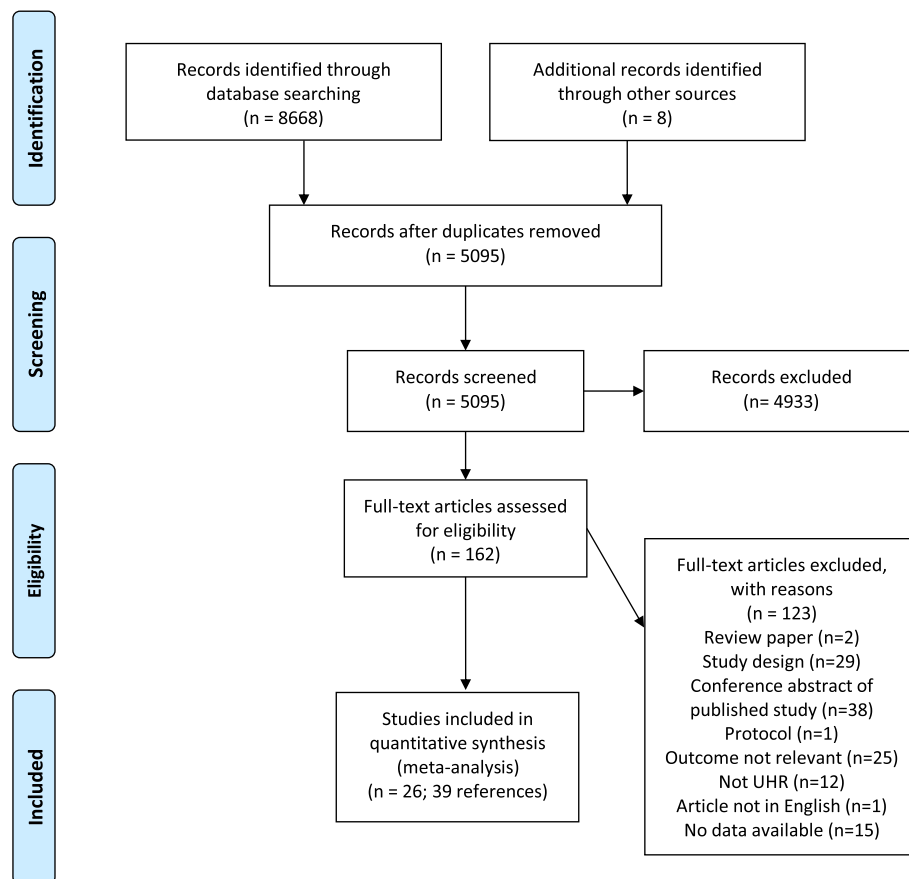 Identification
Records identified through
database searching
(n = 8668)
Additional records identified
through other sources
(n = 8)
Records after duplicates removed
(n = 5095)
Screening
Records screened
(n = 5095)
Records excluded
(n= 4933)
Eligibility
Full-text articles assessed
for eligibility
(n = 162)
Full-text articles excluded,
with reasons
(n = 123)
Review paper (n=2)
Study design (n=29)
Conference abstract of
published study (n=38)
Protocol (n=1)
Outcome not relevant (n=25)
Not UHR (n=12)
Article not in English (n=1)
No data available (n=15)
Included
Studies included in
quantitative synthesis
(meta-analysis)
(n = 26; 39 references)